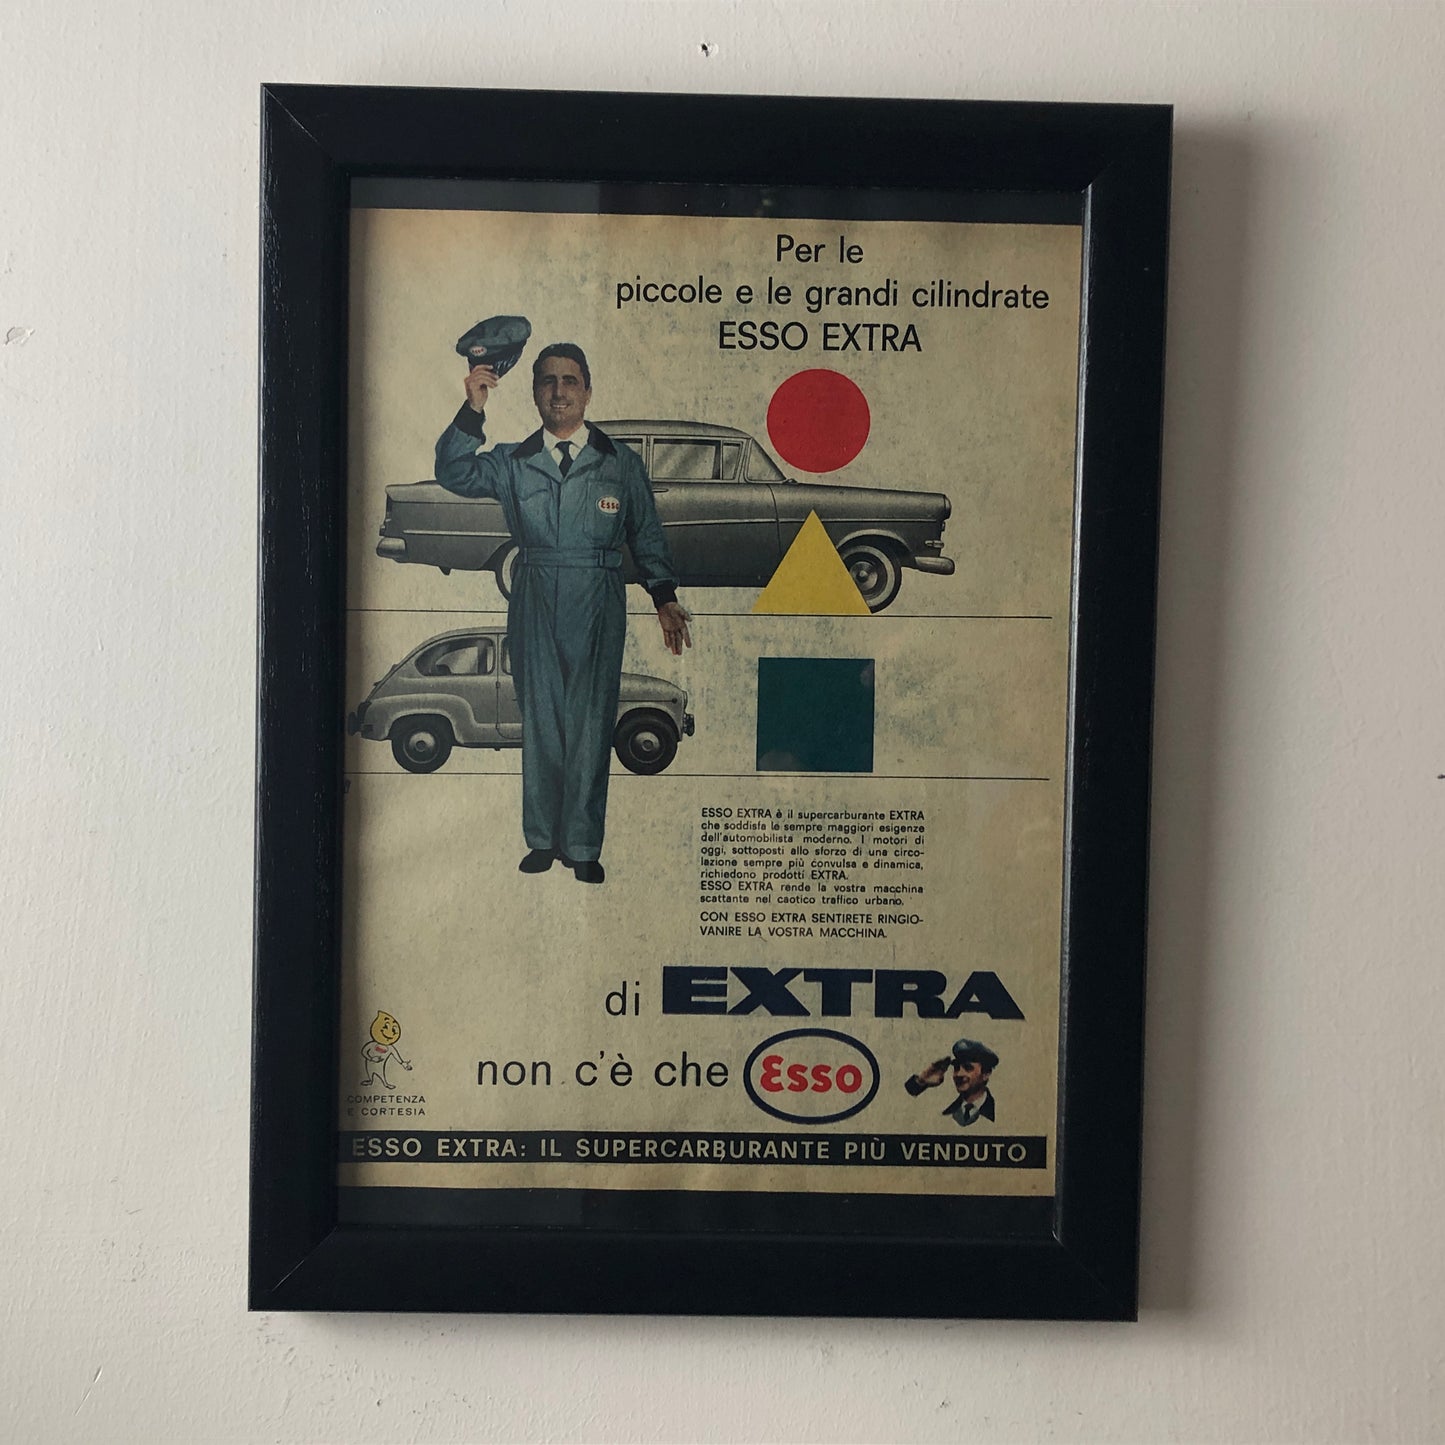 Per le
piccole e le grandi cilindrate
ESSO EXTRA
Esso
Esso
ESSO EXTRA è il supercarburante EXTRA
che soddisfa le sempre maggiori esigenze
dell'automobilista moderno. I motori di
oggi, sottoposti allo sforzo di una circo-
lazione sempre più convulsa e dinamica,
richiedono prodotti EXTRA.
ESSO EXTRA rende la vostra macchina
scattante nel caotico traffico urbano.
CON ESSO EXTRA SENTIRETE RINGIO-
VANIRE LA VOSTRA MACCHINA.
di EXTRA
non c'è che Esso
COMPETENZA
E CORTESIA
ESSO EXTRA: IL SUPERCARBURANTE PIÙ VENDUTO